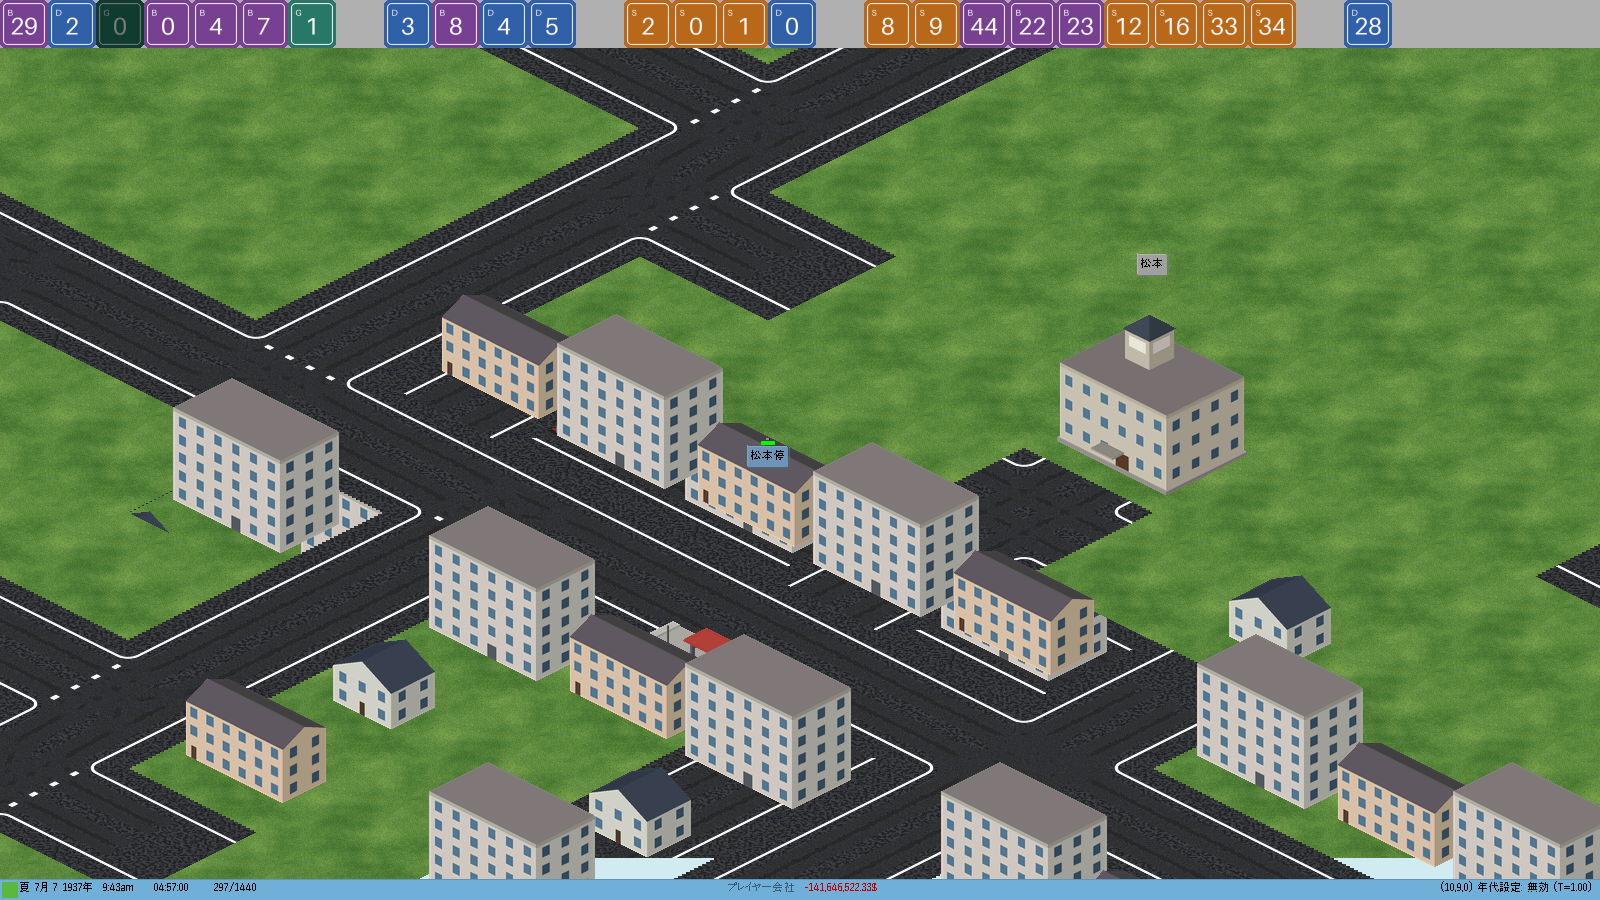 B 29 D 2 G 0 B 0 B 4 B 7 G 1 D 3 B 8 D 4 D 5 S 2 S 0 S 1 D 0 S 8 S 9 B 44 B 22 B 23 S 12 S 16 S 33 S 34 D 28
松本
松本停
夏 7月 7 1937年 9:43am 04:57:00 297/1440 プレイヤー会社 -141,646,522.33$ (10,9,0) 年代設定: 無効 (T=1.00)